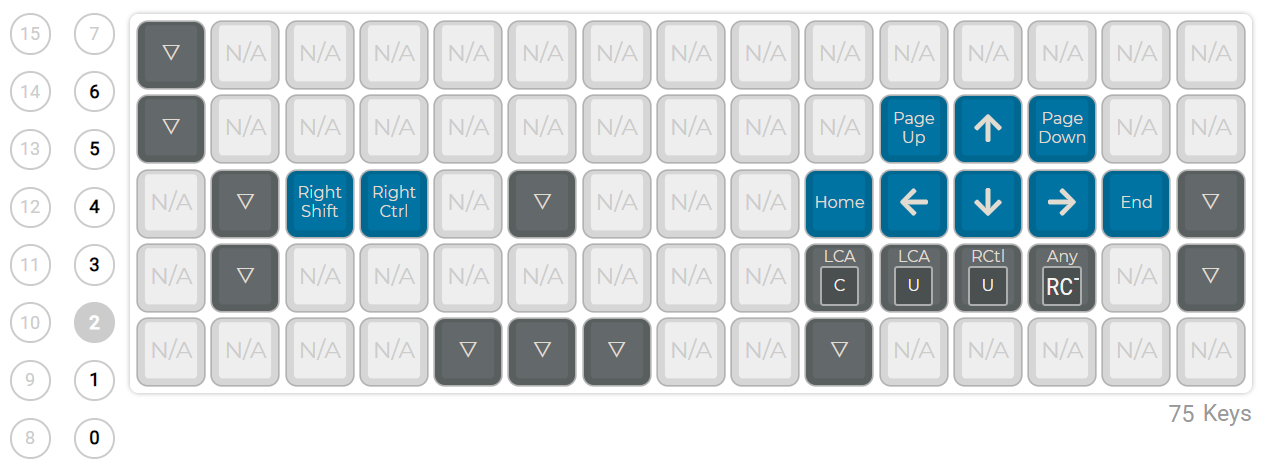 15 7 ▽ N/A N/A N/A N/A N/A N/A N/A N/A N/A N/A N/A N/A N/A N/A
14 6
13 5 ▽ N/A N/A N/A N/A N/A N/A N/A N/A N/A Page Up ↑ Page Down N/A N/A
12 4 N/A ▽ Right Shift Right Ctrl N/A ▽ N/A N/A N/A Home ← ↓ → End ▽
11 3 N/A ▽ N/A N/A N/A N/A N/A N/A N/A LCA C LCA U RCtl U Any RC- N/A ▽
10 2 N/A N/A N/A N/A ▽ ▽ ▽ N/A N/A ▽ N/A N/A N/A N/A N/A
9 1
75 Keys
8 0